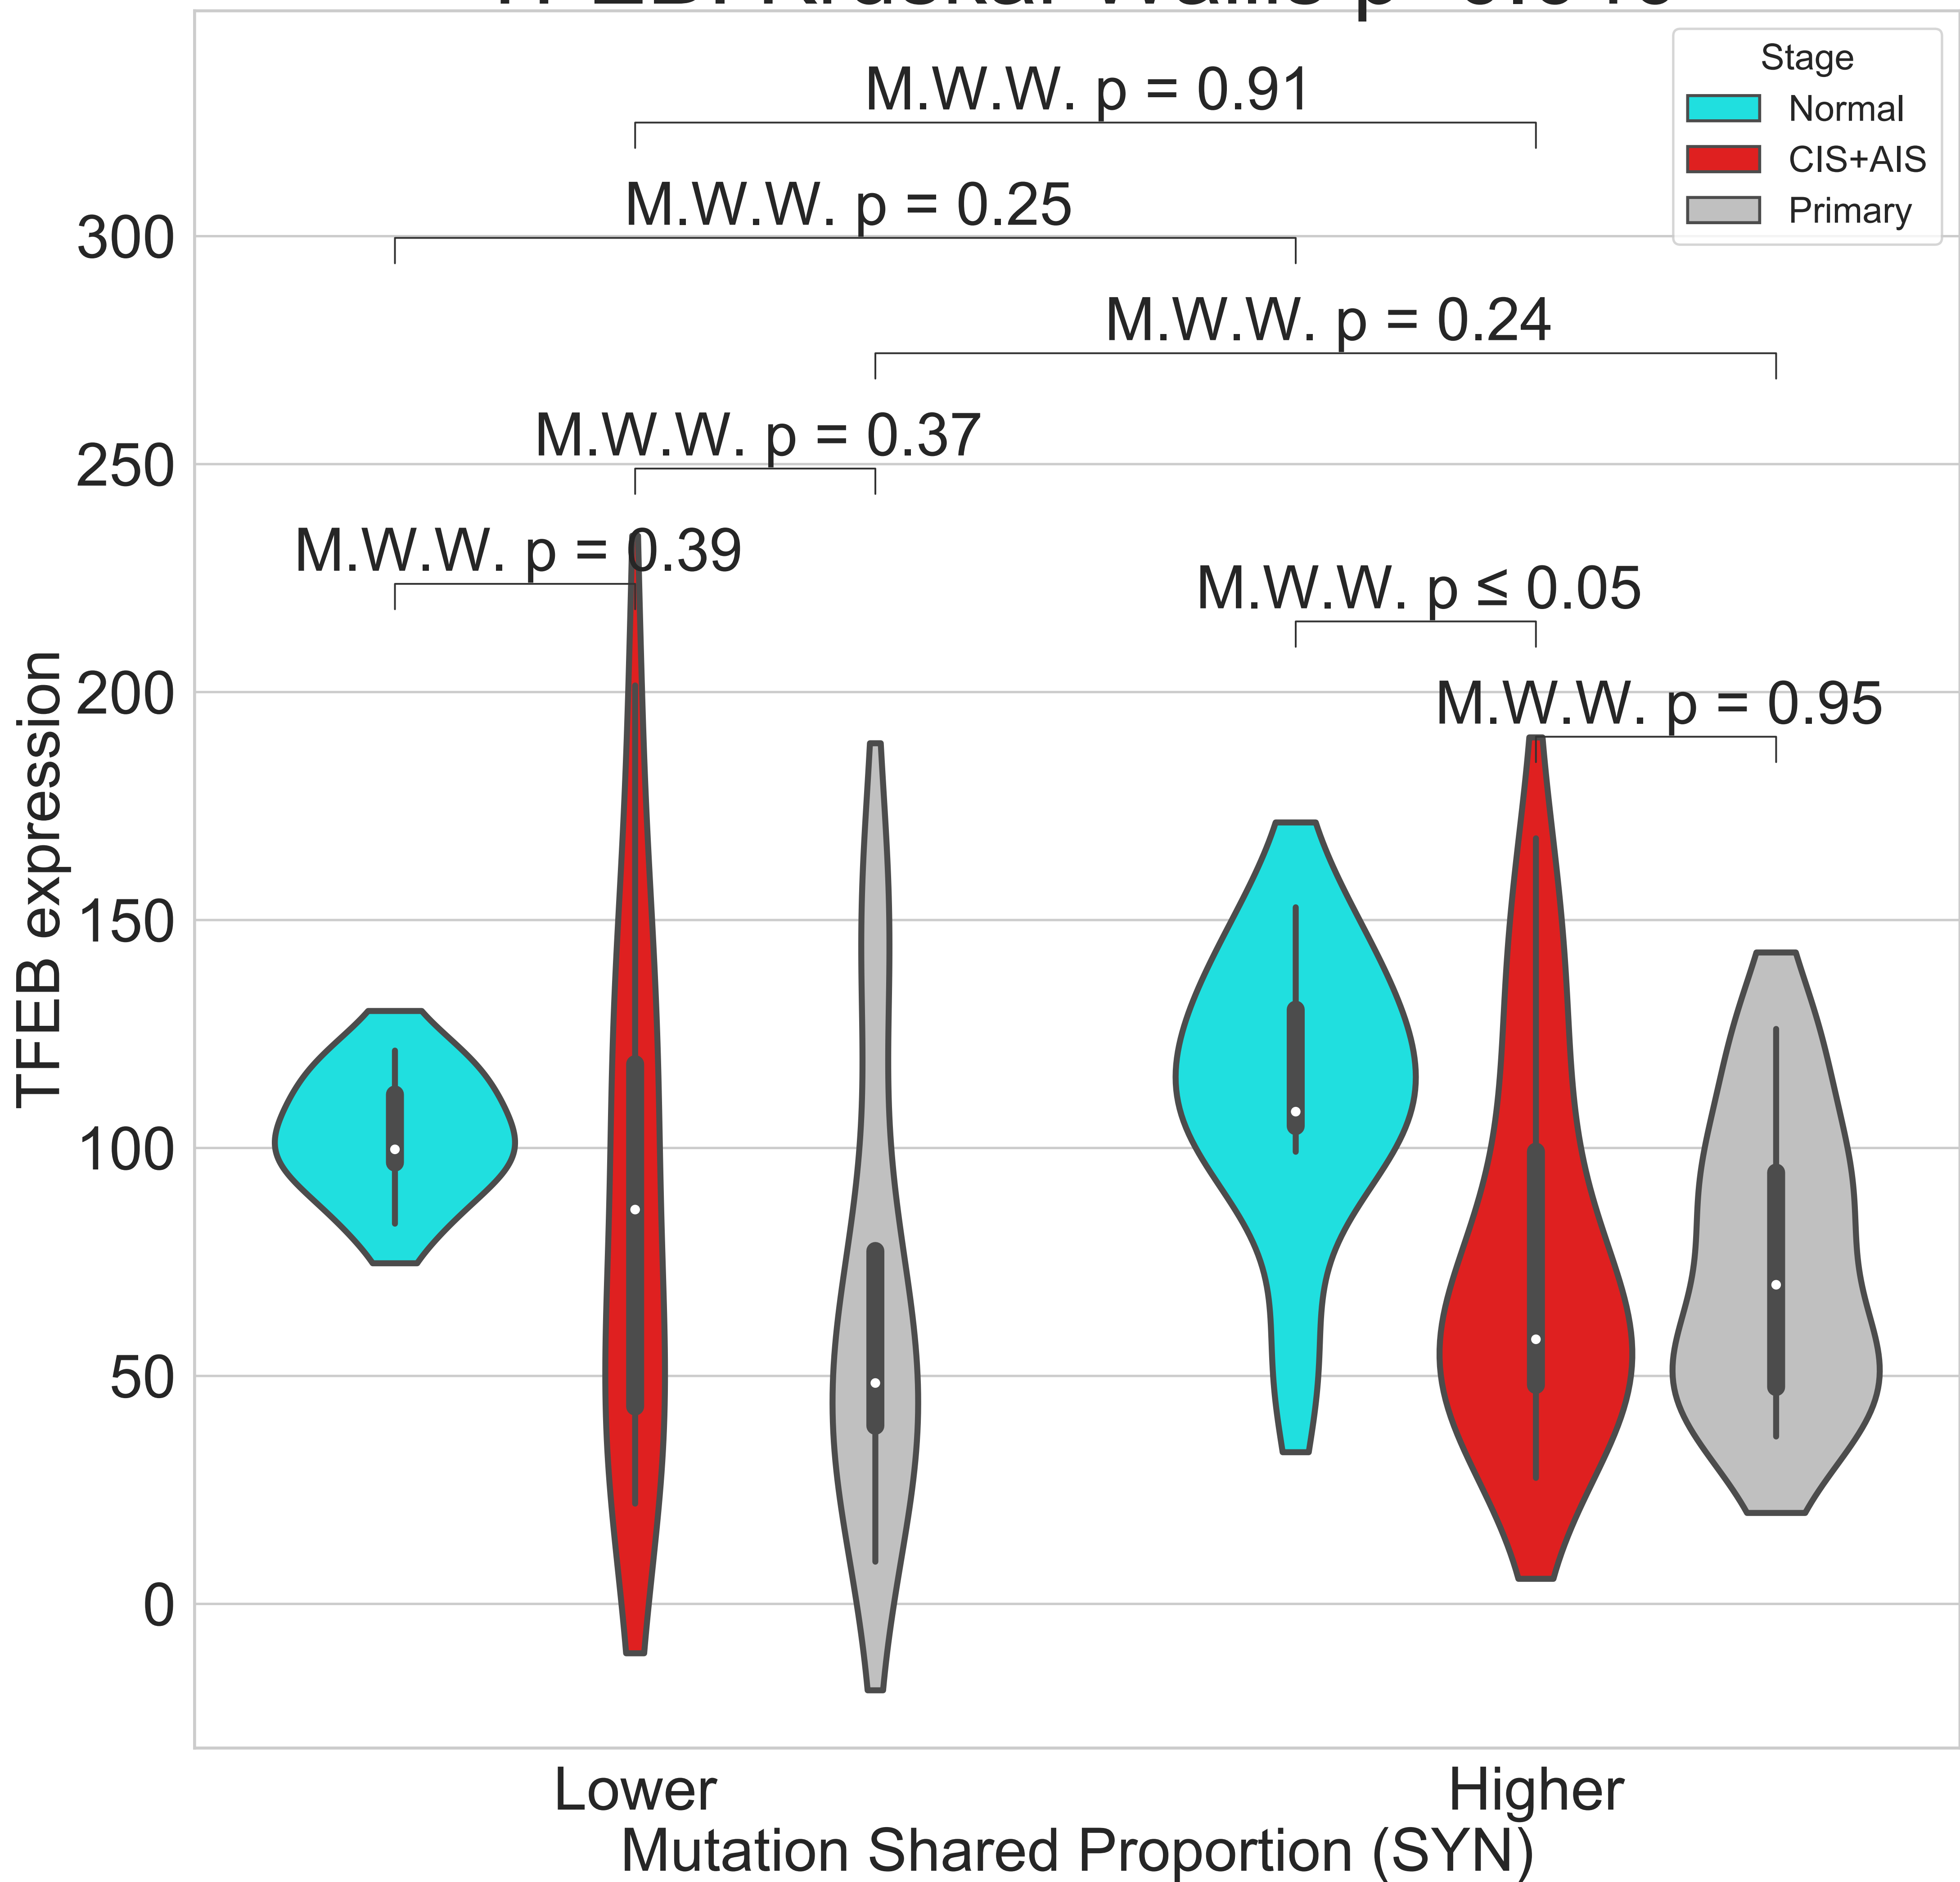 Stage
Normal
CIS+AIS
Primary
M.W.W. p = 0.91
M.W.W. p = 0.25
M.W.W. p = 0.24
M.W.W. p = 0.37
M.W.W. p = 0.39
M.W.W. p ≤ 0.05
M.W.W. p = 0.95
300
250
200
150
100
50
0
TFEB expression
Lower
Higher
Mutation Shared Proportion (SYN)